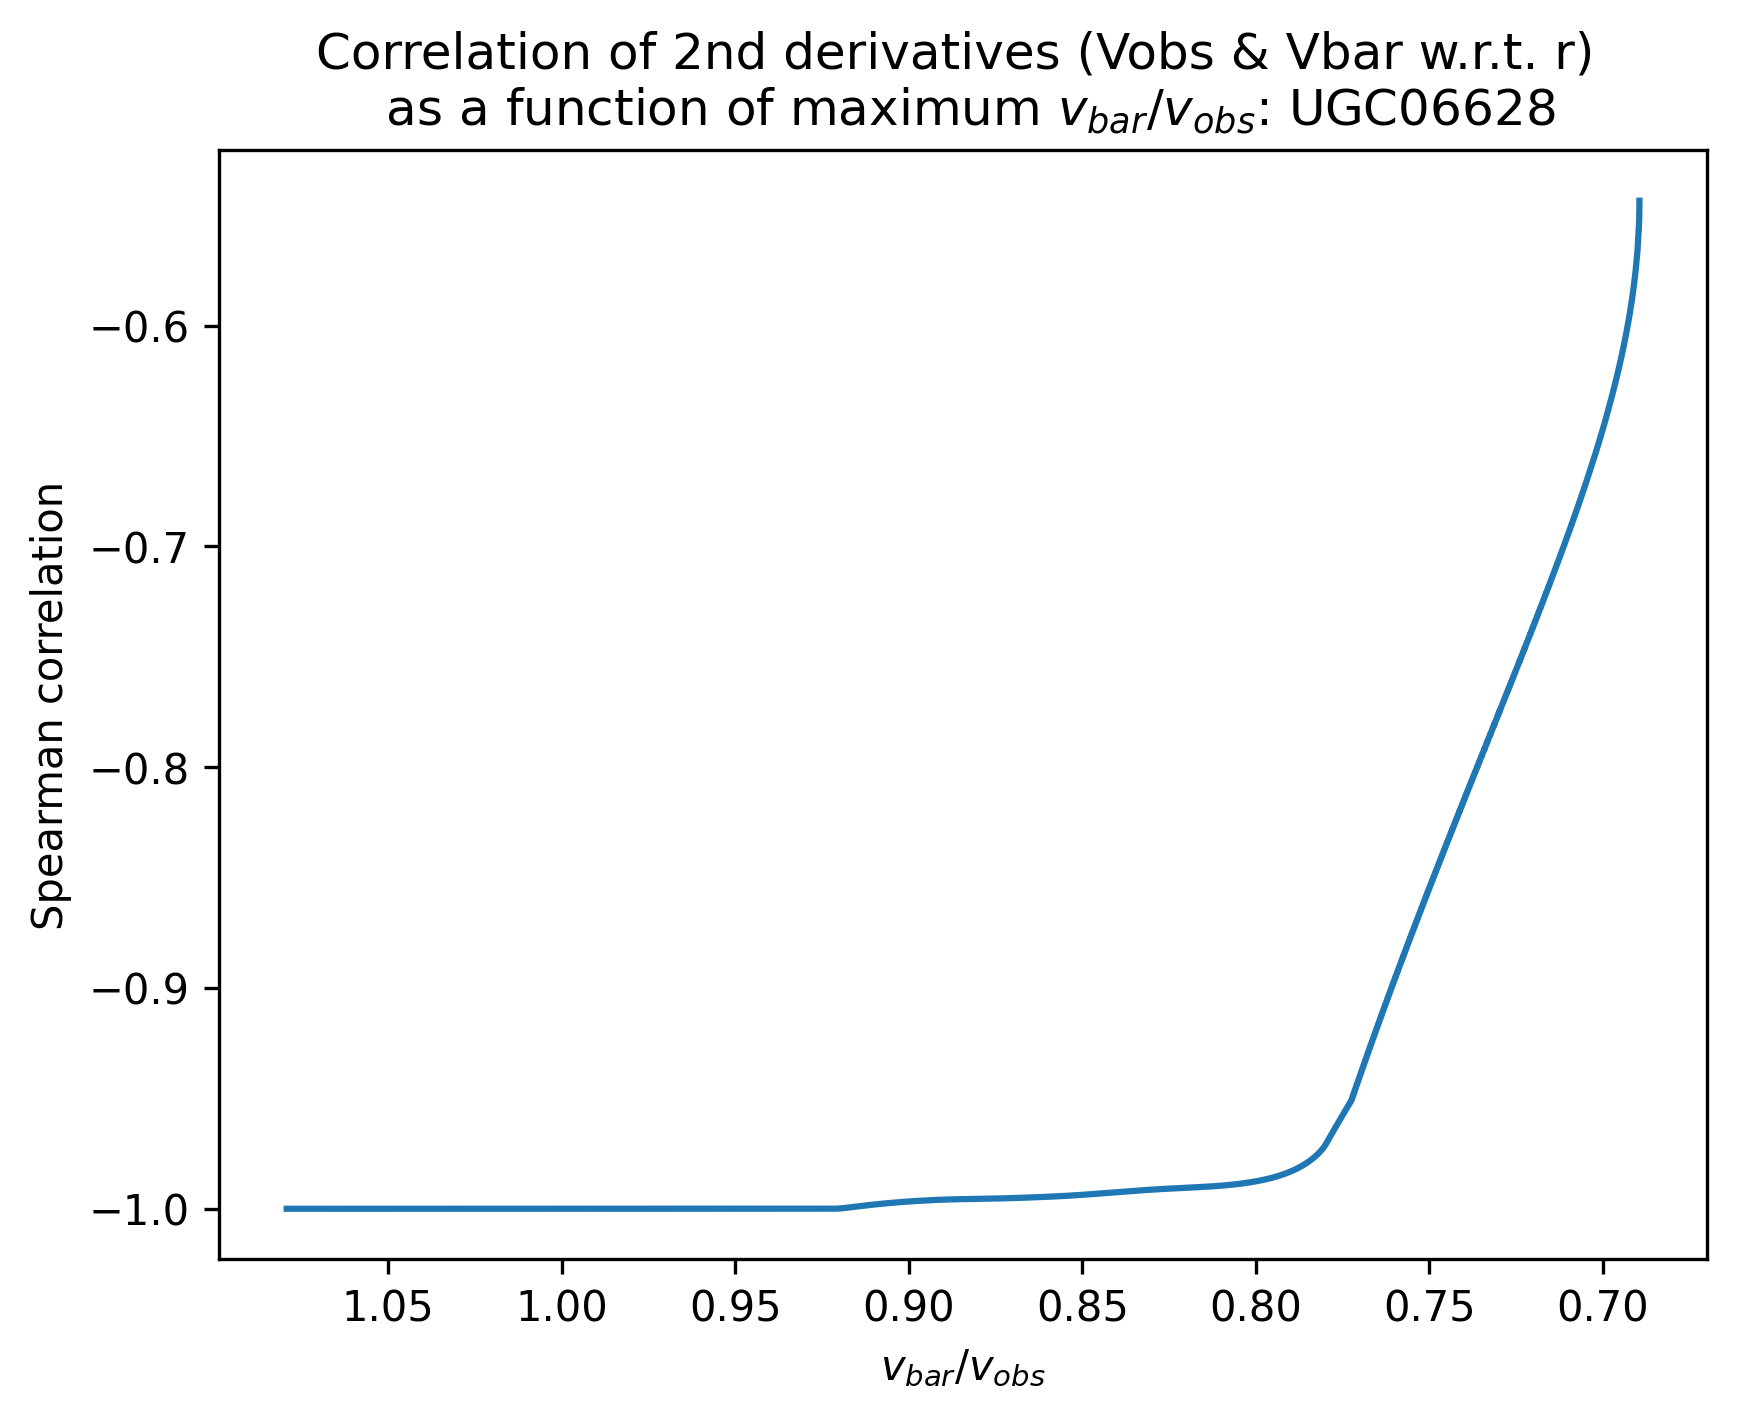 Correlation of 2nd derivatives (Vobs & Vbar w.r.t. r)
as a function of maximum v_bar/v_obs: UGC06628
Spearman correlation
−0.6
−0.7
−0.8
−0.9
−1.0
1.05 1.00 0.95 0.90 0.85 0.80 0.75 0.70
v_bar/v_obs